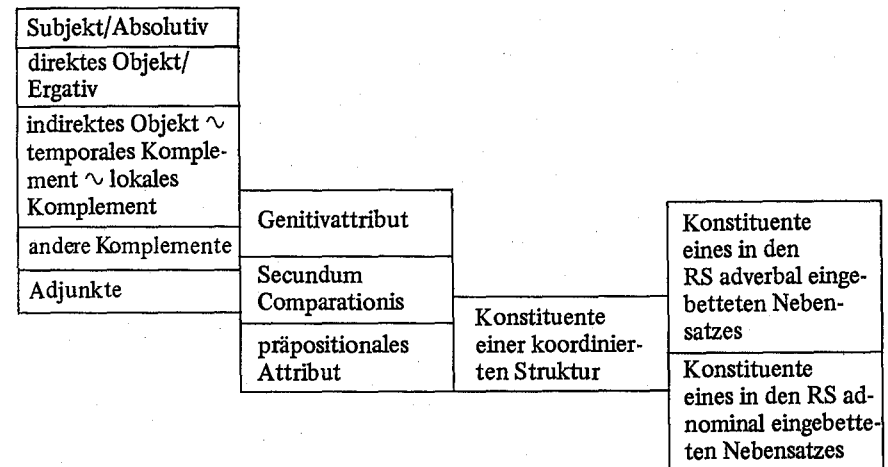 Subjekt/Absolutiv
direktes Objekt/
Ergativ
indirektes Objekt ∿
temporales Komple-
ment ∿ lokales
Komplement
andere Komplemente
Adjunkte
Genitivattribut
Secundum
Comparationis
präpositionales
Attribut
Konstituente
einer koordinier-
ten Struktur
Konstituente
eines in den
RS adverbal einge-
betteten Neben-
satzes
Konstituente
eines in den RS ad-
nominal eingebette-
ten Nebensatzes